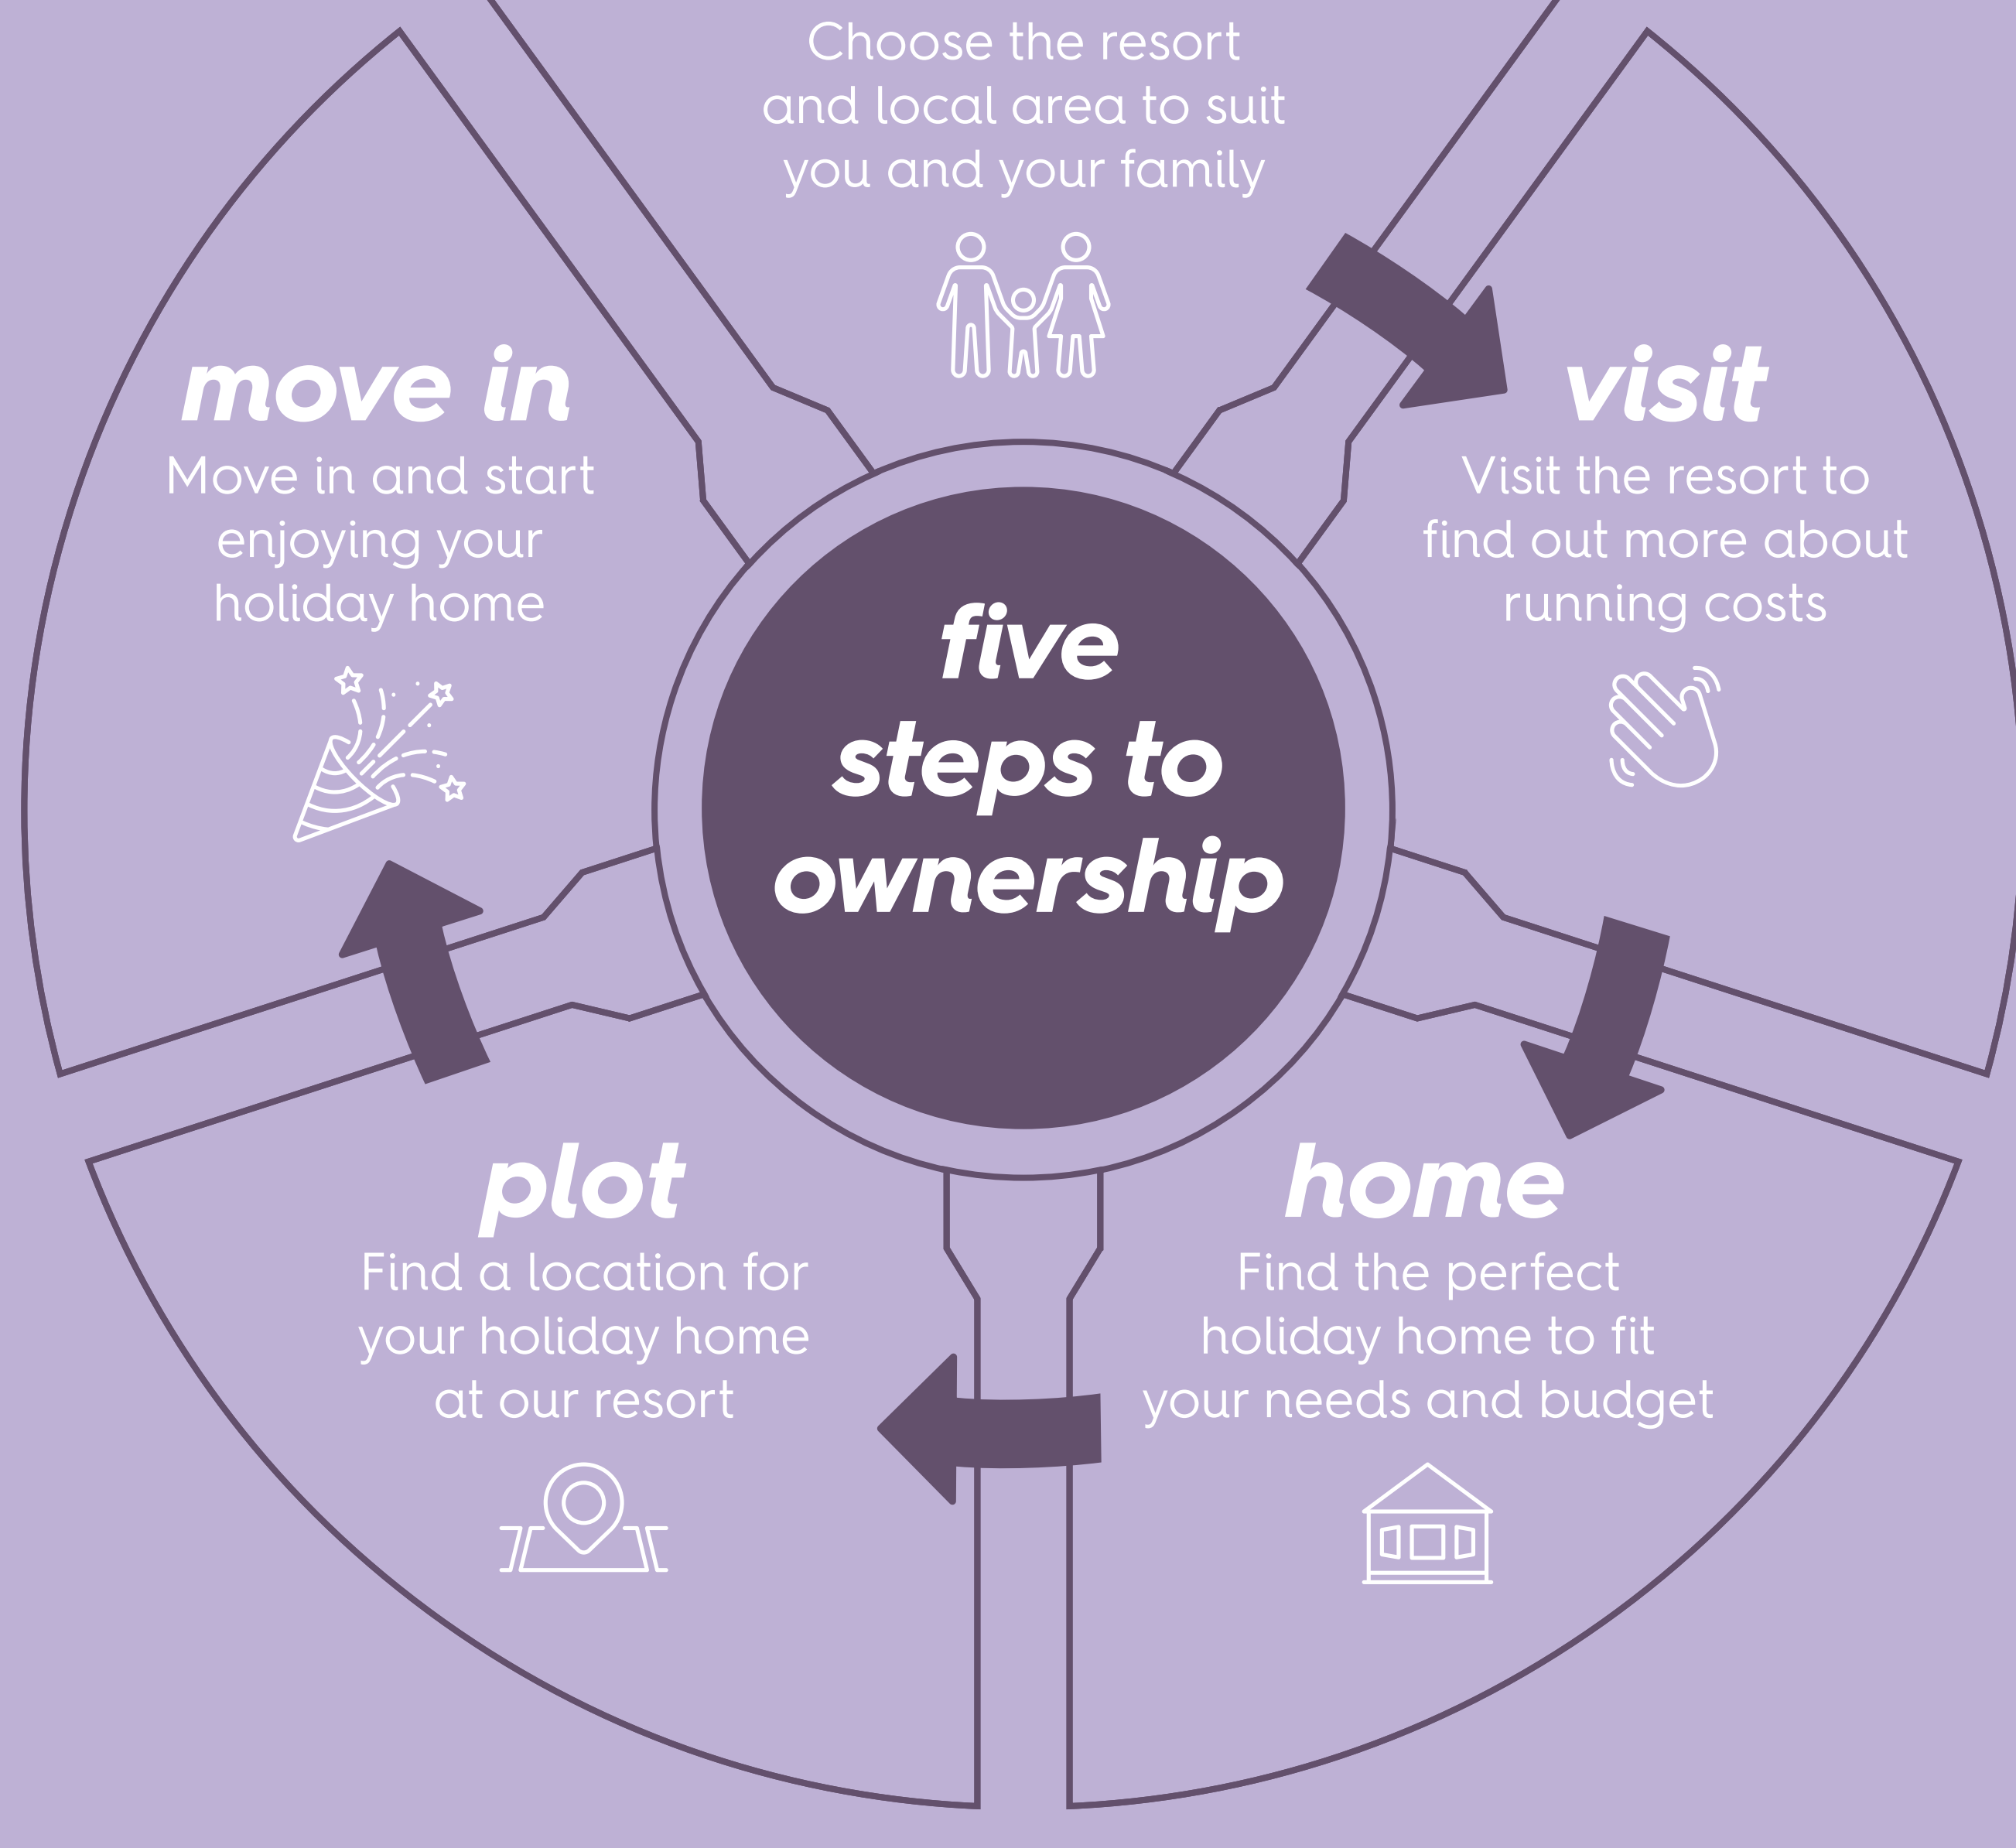 Choose the resort
and local area to suit
you and your family
visit
Visit the resort to
find out more about
running costs
home
Find the perfect
holiday home to fit
your needs and budget
plot
Find a location for
your holiday home
at our resort
move in
Move in and start
enjoying your
holiday home
five
steps to
ownership